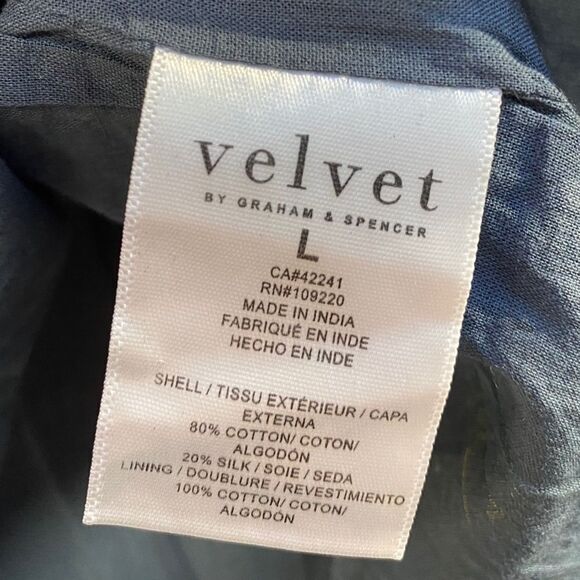 velvet
BY GRAHAM & SPENCER
L
CA#42241
RN#109220
MADE IN INDIA
FABRIQUÉ EN INDE
HECHO EN INDE
SHELL / TISSU EXTÉRIEUR / CAPA
EXTERNA
80% COTTON/ COTON/
ALGODÓN
20% SILK / SOIE / SEDA
LINING / DOUBLURE / REVESTIMIENTO
100% COTTON/ COTON/
ALGODÓN